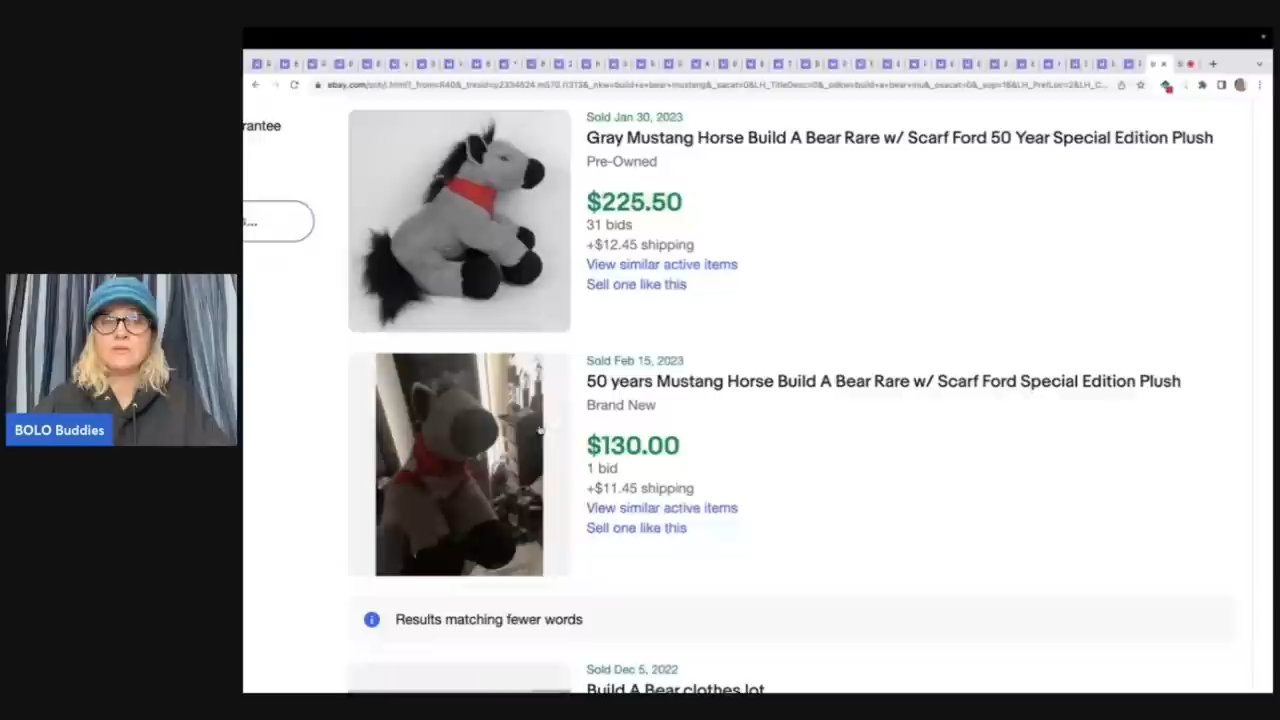 rantee
Sold Jan 30, 2023
Gray Mustang Horse Build A Bear Rare w/ Scarf Ford 50 Year Special Edition Plush
Pre-Owned
$225.50
31 bids
+$12.45 shipping
View similar active items
Sell one like this
Sold Feb 15, 2023
50 years Mustang Horse Build A Bear Rare w/ Scarf Ford Special Edition Plush
Brand New
$130.00
1 bid
+$11.45 shipping
View similar active items
Sell one like this
BOLO Buddies
Results matching fewer words
Sold Dec 5, 2022
Build A Bear clothes lot